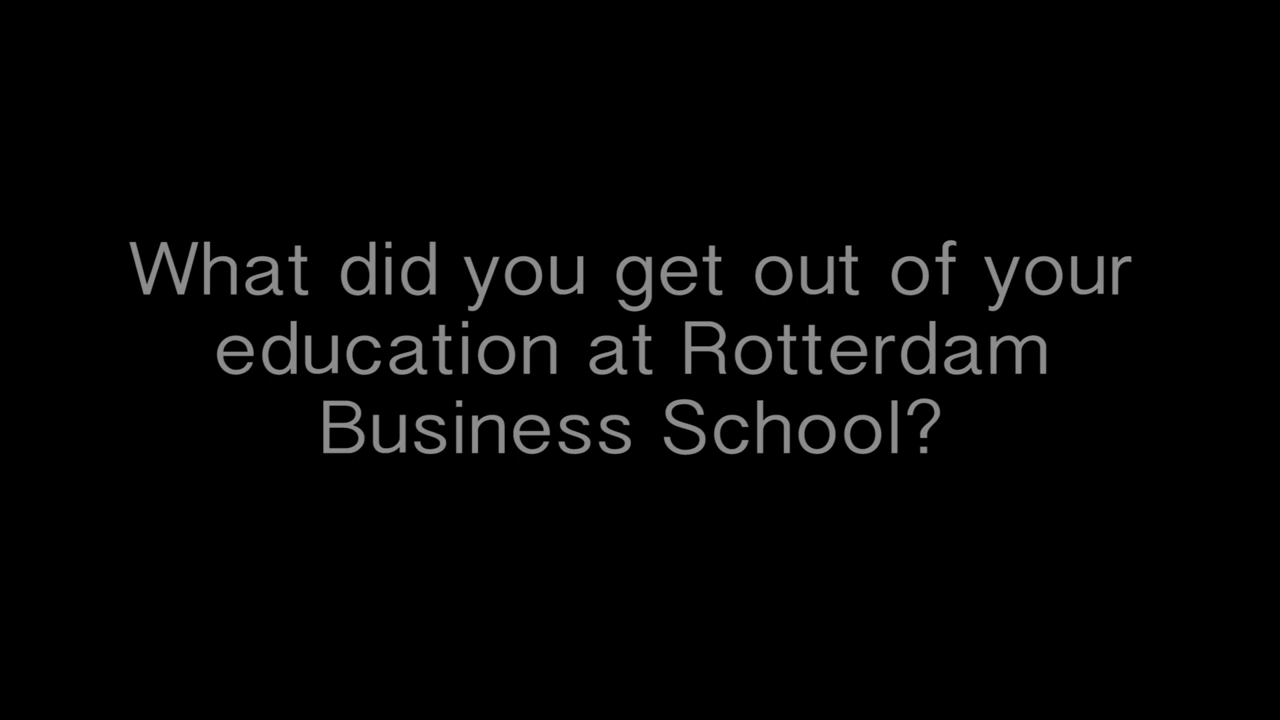 What did you get out of your
education at Rotterdam
Business School?